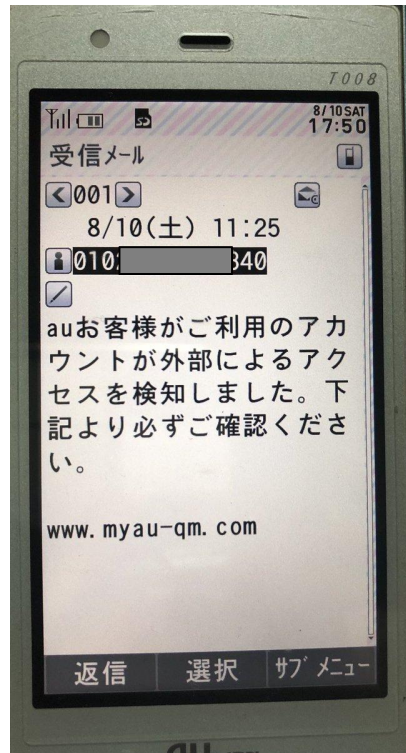 T008
8/10 SAT
17:50
受信メール
001
8/10(土) 11:25
010 340
auお客様がご利用のアカ
ウントが外部によるアク
セスを検知しました。下
記より必ずご確認くださ
い。
www.myau-qm.com
返信 選択 サブメニュー
au